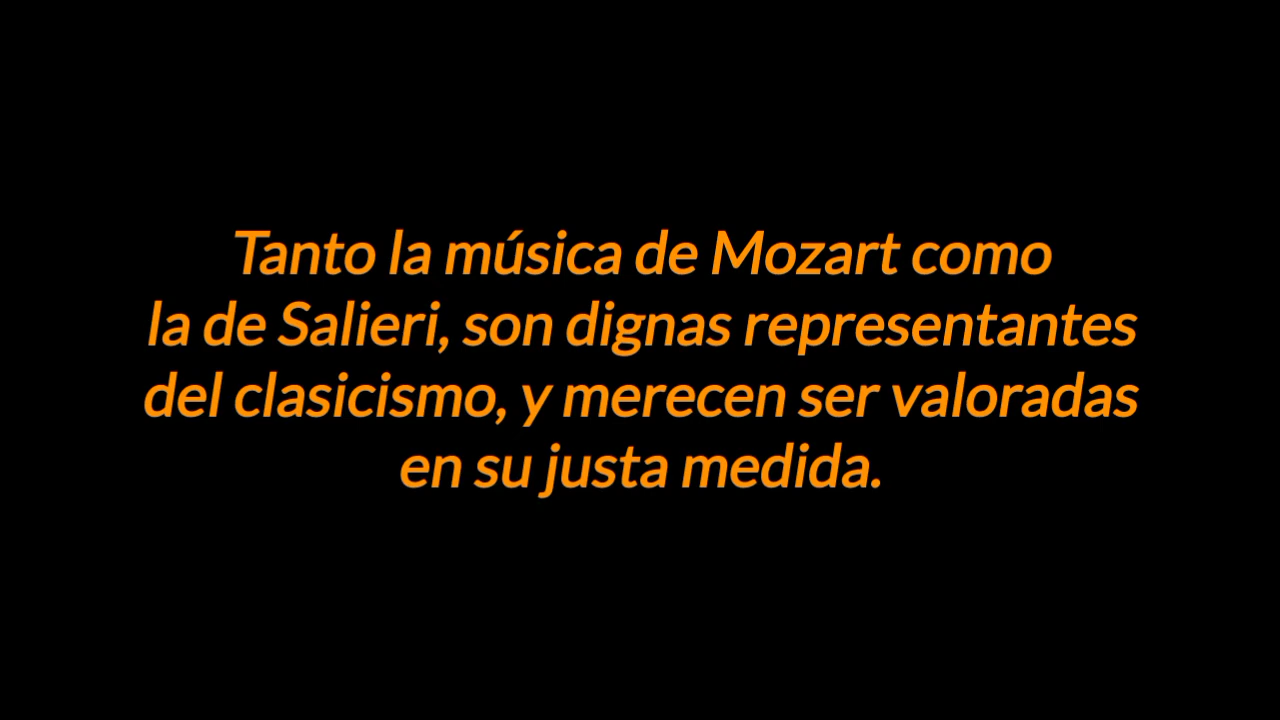 Tanto la música de Mozart como
la de Salieri, son dignas representantes
del clasicismo, y merecen ser valoradas
en su justa medida.